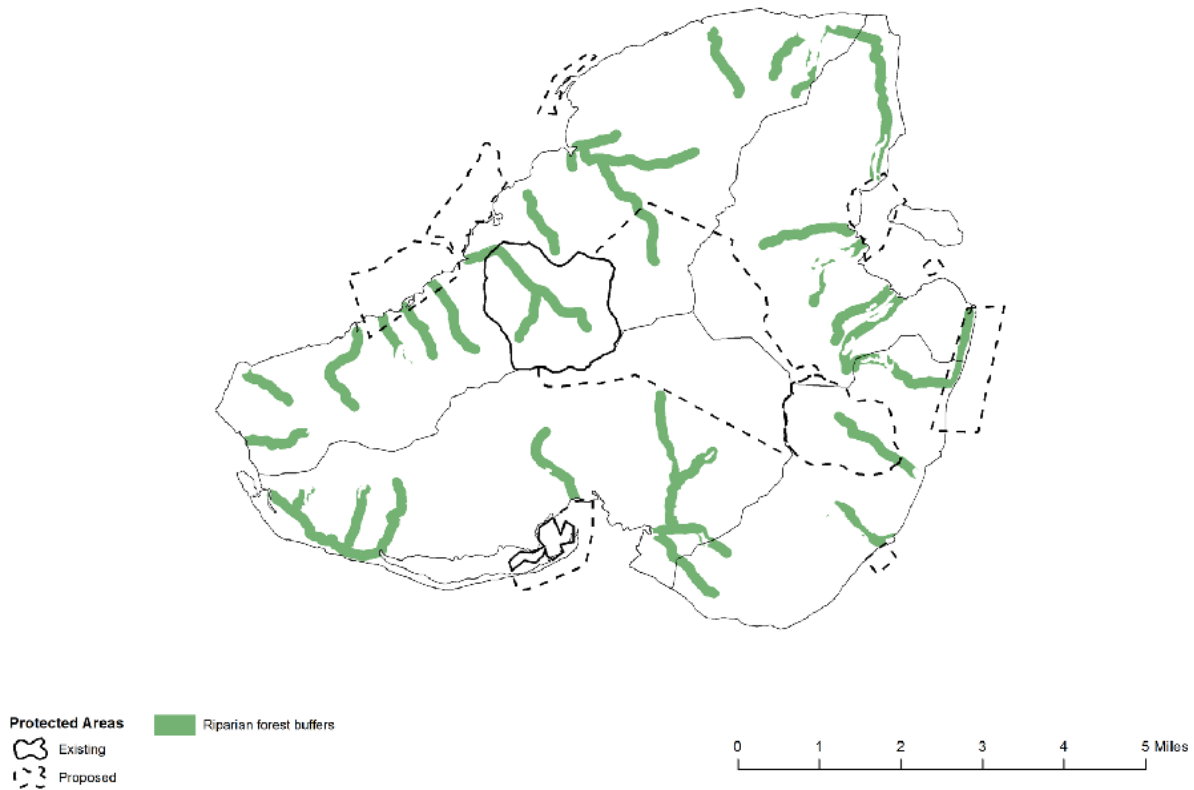 Protected Areas
Existing
Proposed
Riparian forest buffers
0 1 2 3 4 5 Miles